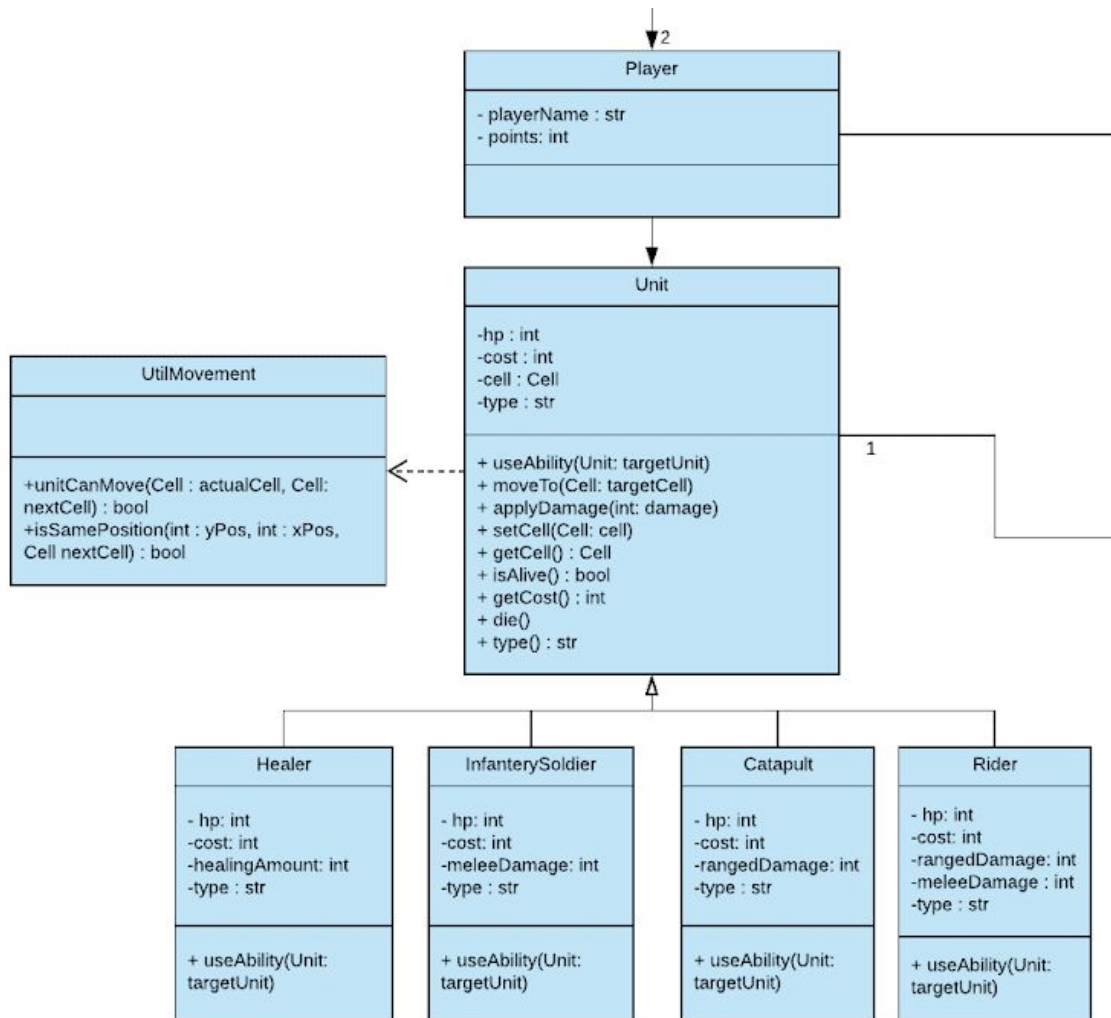 2
Player
- playerName : str
- points: int
Unit
-hp : int
-cost : int
-cell : Cell
-type : str
1
+ useAbility(Unit: targetUnit)
+ moveTo(Cell: targetCell)
+ applyDamage(int: damage)
+ setCell(Cell: cell)
+ getCell() : Cell
+ isAlive() : bool
+ getCost() : int
+ die()
+ type() : str
UtilMovement
+unitCanMove(Cell : actualCell, Cell:
nextCell) : bool
+isSamePosition(int : yPos, int : xPos,
Cell nextCell) : bool
Healer
- hp: int
-cost: int
-healingAmount: int
-type : str
+ useAbility(Unit:
targetUnit)
InfanterySoldier
- hp: int
-cost: int
-meleeDamage: int
-type : str
+ useAbility(Unit:
targetUnit)
Catapult
- hp: int
-cost: int
-rangedDamage: int
-type : str
+ useAbility(Unit:
targetUnit)
Rider
- hp: int
-cost: int
-rangedDamage: int
-meleeDamage : int
-type : str
+ useAbility(Unit:
targetUnit)